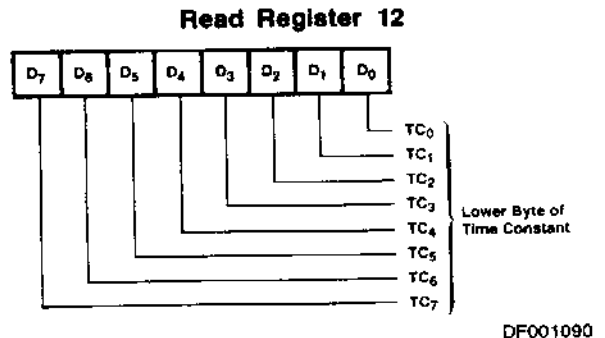 Read Register 12
D7 D6 D5 D4 D3 D2 D1 D0
TC0
TC1
TC2
TC3
Lower Byte of
TC4
Time Constant
TC5
TC6
TC7
DF001090